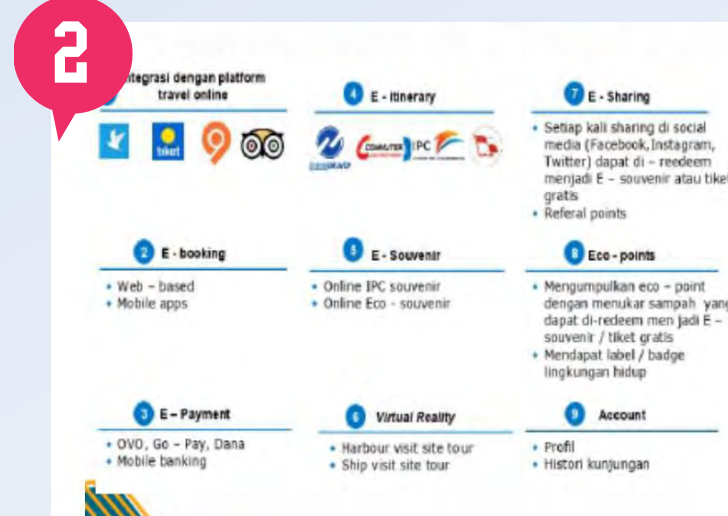 2
ntegrasi dengan platform
travel online
tiket
4 E - Itinerary
COMMUTER
IPC
7 E - Sharing
• Setiap kali sharing di social
media (Facebook, Instagram,
Twitter) dapat di – reedeem
menjadi E – souvenir atau tiket
gratis
• Referal points
2 E - booking
• Web – based
• Mobile apps
5 E - Souvenir
• Online IPC souvenir
• Online Eco - souvenir
8 Eco - points
• Mengumpulkan eco – point
dengan menukar sampah yang
dapat di-redeem men jadi E –
souvenir / tiket gratis
• Mendapat label / badge
lingkungan hidup
3 E – Payment
• OVO, Go – Pay, Dana
• Mobile banking
6 Virtual Reality
• Harbour visit site tour
• Ship visit site tour
9 Account
• Profil
• Histori kunjungan